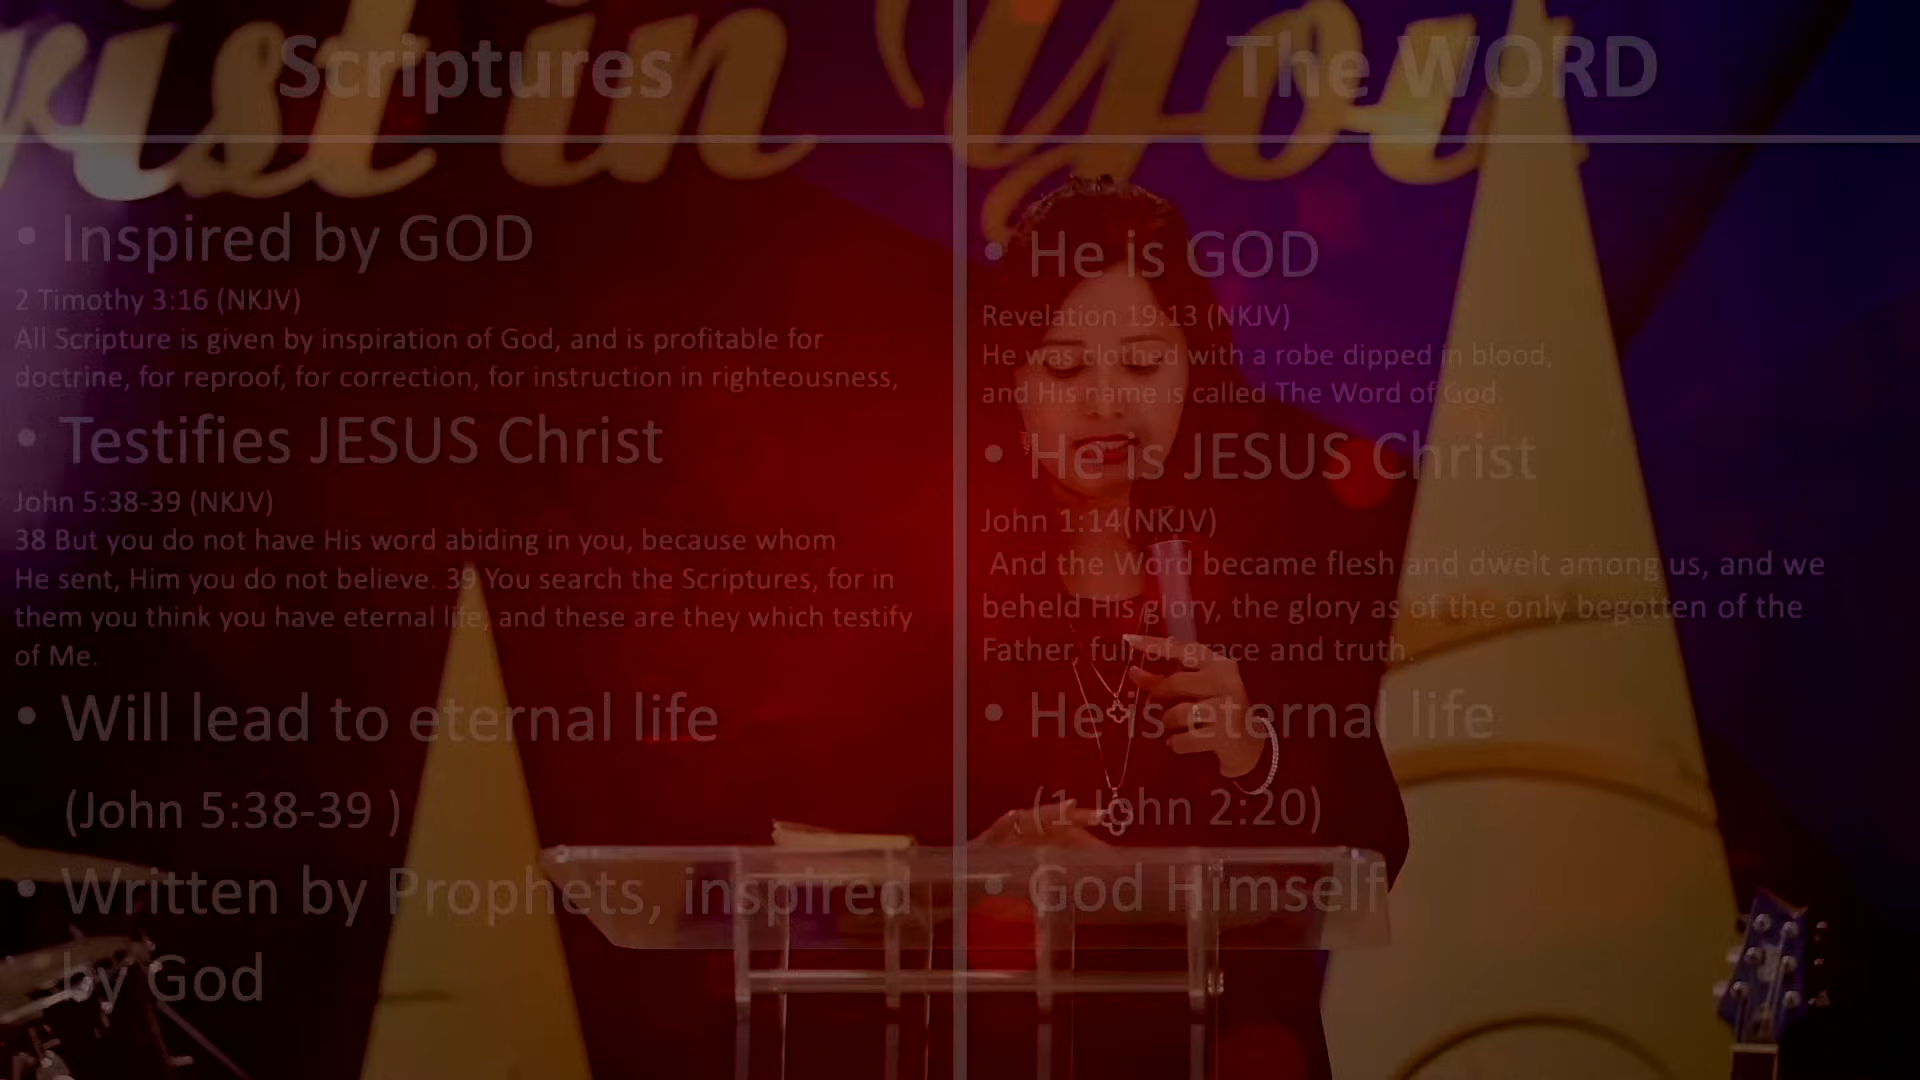 rist in You
Scriptures
• Inspired by GOD
2 Timothy 3:16 (NKJV)
All Scripture is given by inspiration of God, and is profitable for
doctrine, for reproof, for correction, for instruction in righteousness,
• Testifies JESUS Christ
John 5:38-39 (NKJV)
38 But you do not have His word abiding in you, because whom
He sent, Him you do not believe. 39 You search the Scriptures, for in
them you think you have eternal life, and these are they which testify
of Me.
• Will lead to eternal life
(John 5:38-39 )
• Written by Prophets, inspired
by God
The WORD
• He is GOD
Revelation 19:13 (NKJV)
He was clothed with a robe dipped in blood,
and His name is called The Word of God.
• He is JESUS Christ
John 1:14(NKJV)
And the Word became flesh and dwelt among us, and we
beheld His glory, the glory as of the only begotten of the
Father, full of grace and truth.
• He is eternal life
(1 John 2:20)
• God Himself